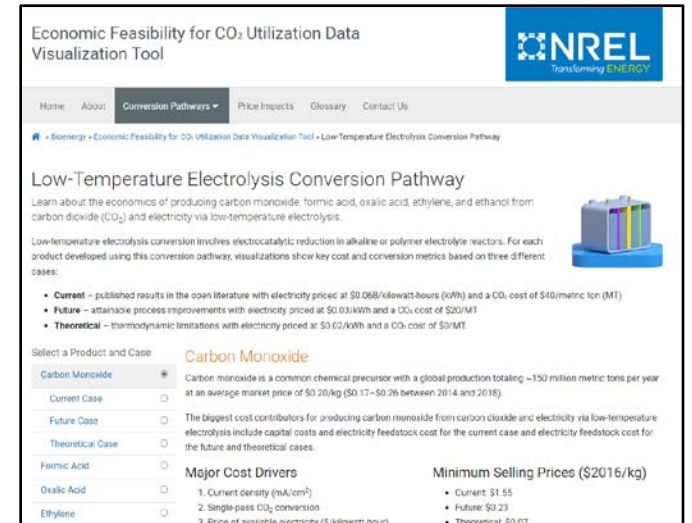 Economic Feasibility for CO₂ Utilization Data
Visualization Tool
NREL
Transforming ENERGY
Home About Conversion Pathways Price Impacts Glossary Contact Us
» Bioenergy » Economic Feasibility for CO₂ Utilization Data Visualization Tool » Low-Temperature Electrolysis Conversion Pathway
Low-Temperature Electrolysis Conversion Pathway
Learn about the economics of producing carbon monoxide, formic acid, oxalic acid, ethylene, and ethanol from
carbon dioxide (CO₂) and electricity via low-temperature electrolysis.
Low-temperature electrolysis conversion involves electrocatalytic reduction in alkaline or polymer electrolyte reactors. For each
product developed using this conversion pathway, visualizations show key cost and conversion metrics based on three different
cases:
• Current – published results in the open literature with electricity priced at $0.068/kilowatt-hours (kWh) and a CO₂ cost of $40/metric ton (MT)
• Future – attainable process improvements with electricity priced at $0.03/kWh and a CO₂ cost of $20/MT
• Theoretical – thermodynamic limitations with electricity priced at $0.02/kWh and a CO₂ cost of $0/MT.
Select a Product and Case
Carbon Monoxide
Current Case
Future Case
Theoretical Case
Formic Acid
Oxalic Acid
Ethylene
Carbon Monoxide
Carbon monoxide is a common chemical precursor with a global production totaling ~150 million metric tons per year
at an average market price of $0.20/kg ($0.17–$0.26 between 2014 and 2018).
The biggest cost contributors for producing carbon monoxide from carbon dioxide and electricity via low-temperature
electrolysis include capital costs and electricity feedstock cost for the current case and electricity feedstock cost for
the future and theoretical cases.
Major Cost Drivers
1. Current density (mA/cm²)
2. Single-pass CO₂ conversion
3. Price of available electricity ($/kilowatt-hour)
Minimum Selling Prices ($2016/kg)
• Current: $1.55
• Future: $0.23
• Theoretical: $0.07